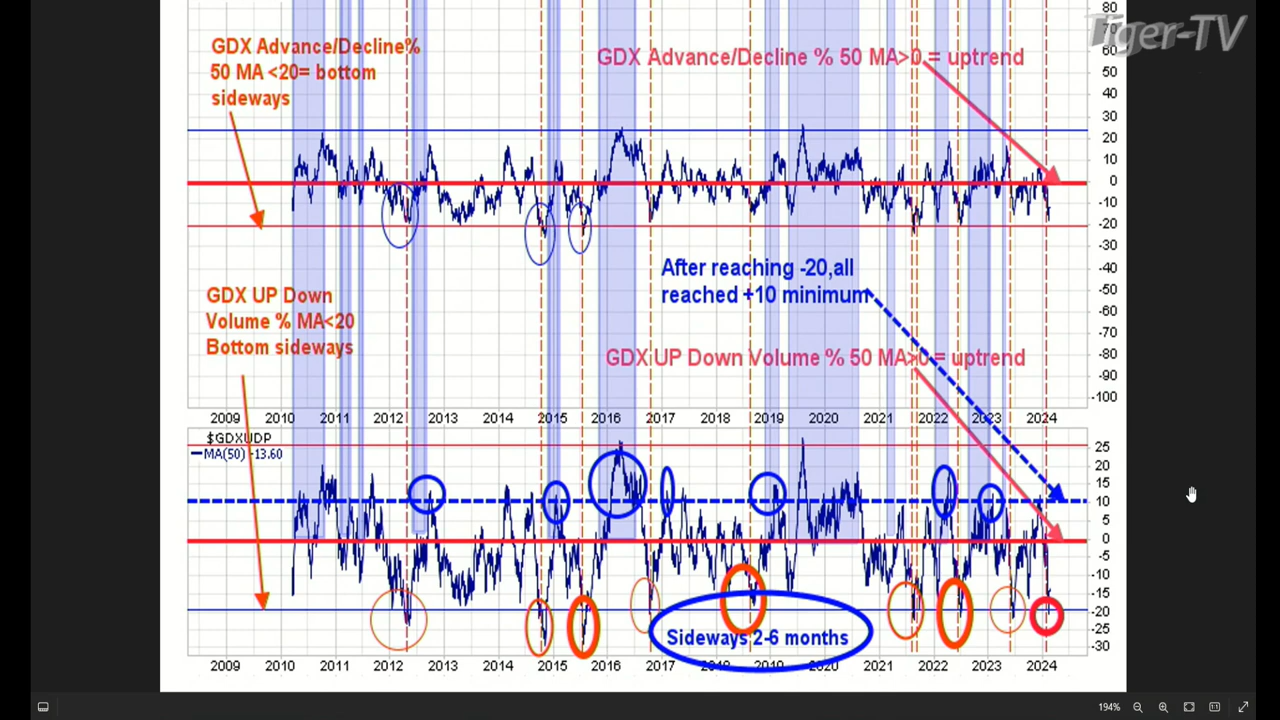 Tiger-TV
GDX Advance/Decline%
50 MA <20= bottom
sideways
GDX Advance/Decline % 50 MA>0 = uptrend
80
70
60
50
40
30
20
10
0
-10
-20
-30
-40
-50
-60
-70
-80
-90
-100
After reaching -20,all
reached +10 minimum
GDX UP Down
Volume % MA<20
Bottom sideways
GDX UP Down Volume % 50 MA>0 = uptrend
2009 2010 2011 2012 2013 2014 2015 2016 2017 2018 2019 2020 2021 2022 2023 2024
$GDXUDP
MA(50) -13.60
25
20
15
10
5
0
-5
-10
-15
-20
-25
-30
Sideways 2-6 months
2009 2010 2011 2012 2013 2014 2015 2016 2017 2018 2019 2020 2021 2022 2023 2024
194%